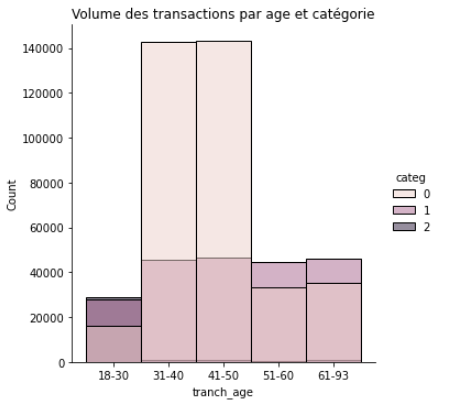 Volume des transactions par age et catégorie
140000
120000
100000
80000
60000
40000
20000
0
Count
18-30 31-40 41-50 51-60 61-93
tranch_age
categ
0
1
2